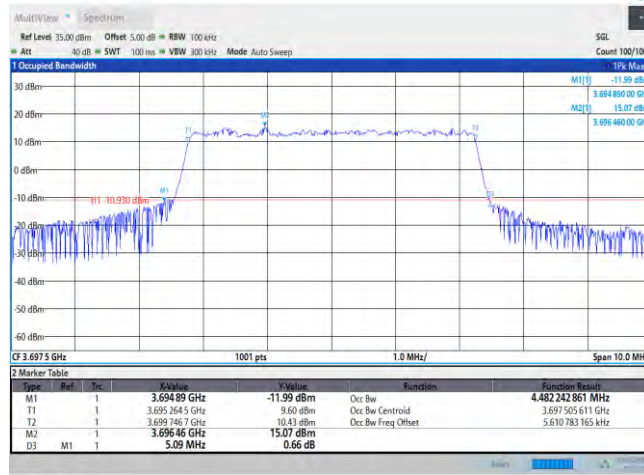 MultiView Spectrum
Ref Level 35.00 dBm Offset 5.00 dB RBW 100 kHz SGL
Att 40 dB SWT 100 ms VBW 300 kHz Mode Auto Sweep Count 100/100
1 Occupied Bandwidth 1Pk Max
M1[1] -11.99 dB
3.694 890 00 GH
M2[1] 15.07 dB
3.696 460 00 GH
30 dBm
20 dBm
10 dBm
0 dBm
-10 dBm
-20 dBm
-30 dBm
-40 dBm
-50 dBm
-60 dBm
M2
T1
T2
M1
H1 -10.930 dBm
D3
CF 3.697 5 GHz 1001 pts 1.0 MHz/ Span 10.0 MH
2 Marker Table
Type Ref Trc X-Value Y-Value Function Function Result
M1 1 3.694 89 GHz -11.99 dBm Occ Bw 4.482 242 861 MHz
T1 1 3.695 264 5 GHz 9.60 dBm Occ Bw Centroid 3.697 505 611 GHz
T2 1 3.699 746 7 GHz 10.43 dBm Occ Bw Freq Offset 5.610 783 165 kHz
M2 1 3.696 46 GHz 15.07 dBm
D3 M1 1 5.09 MHz 0.66 dB